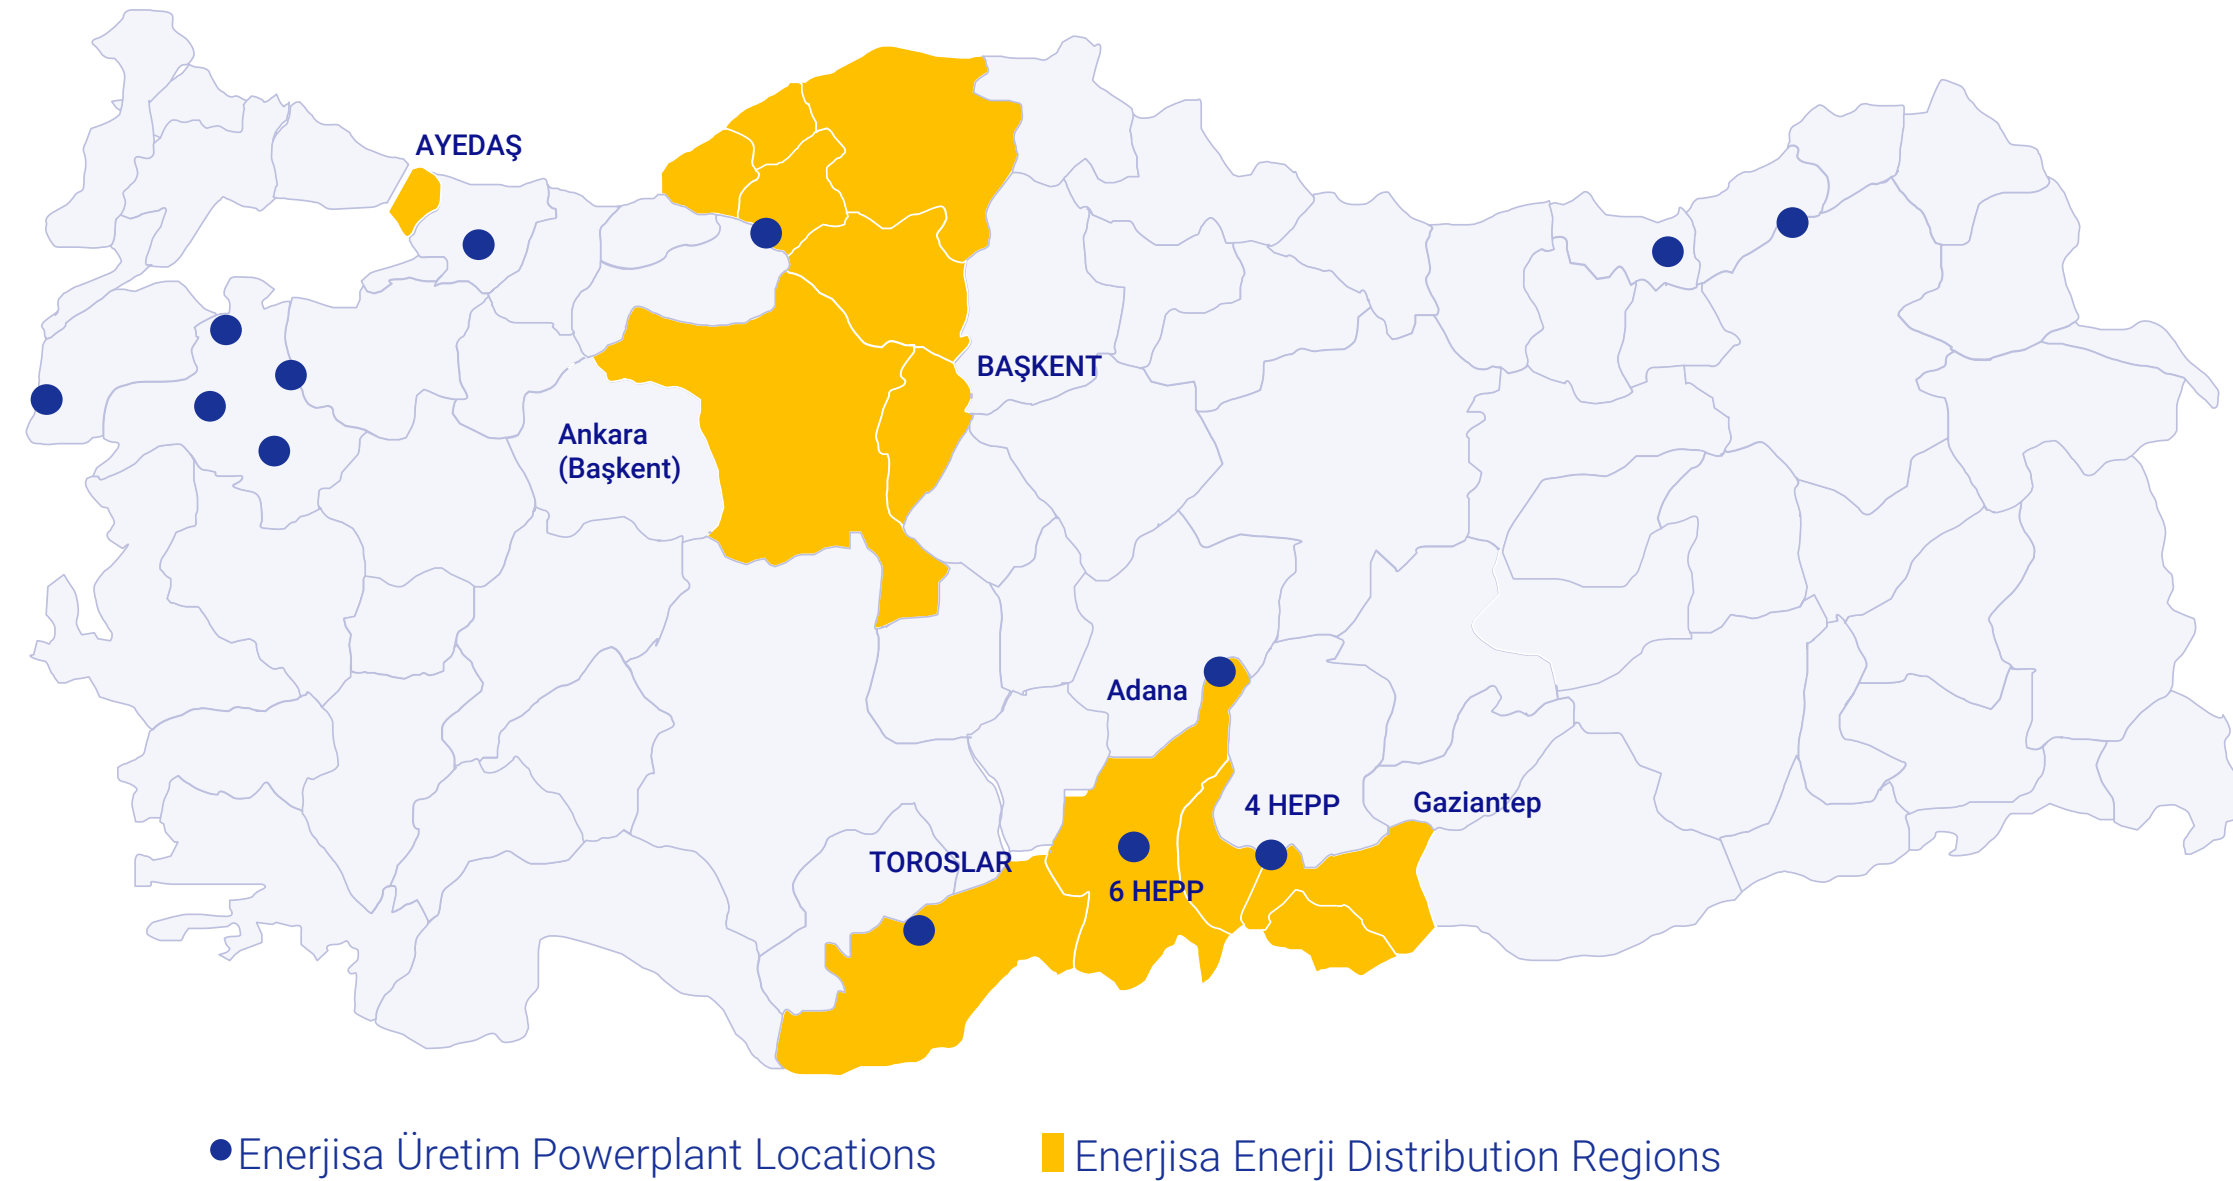 AYEDAŞ
BAŞKENT
Ankara
(Başkent)
Adana
4 HEPP
Gaziantep
TOROSLAR
6 HEPP
Enerjisa Üretim Powerplant Locations
Enerjisa Enerji Distribution Regions